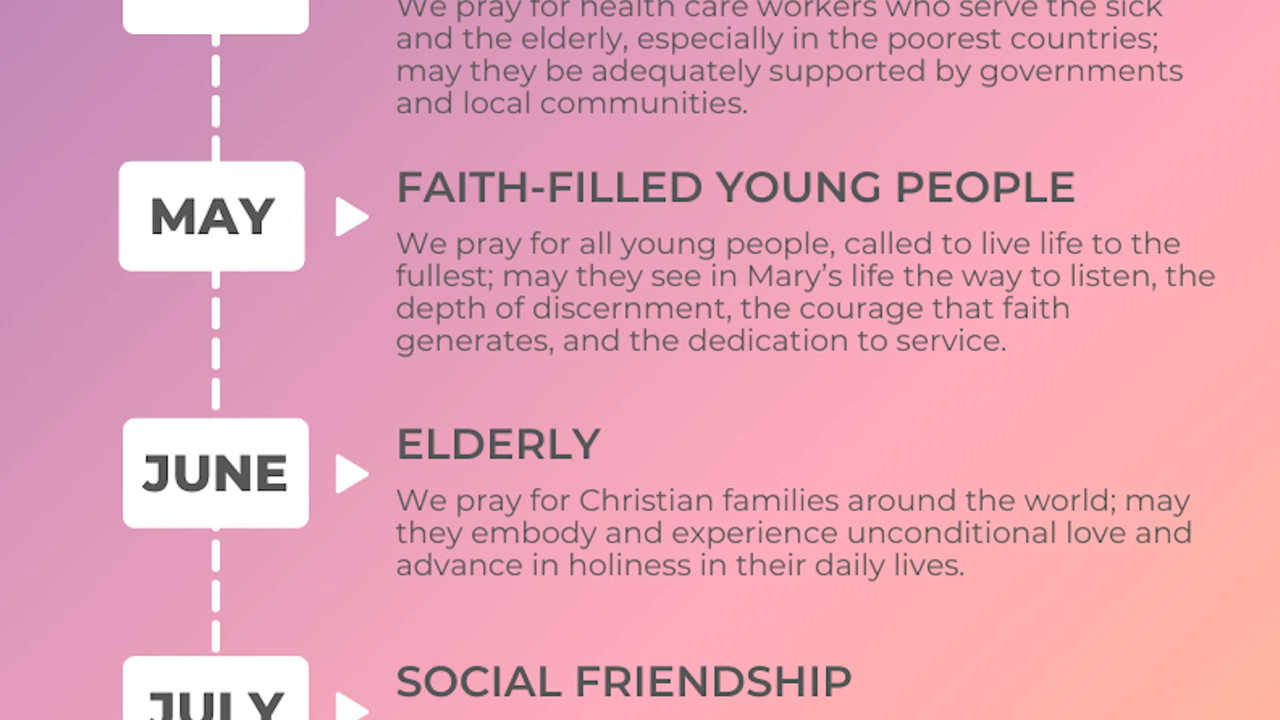 We pray for health care workers who serve the sick
and the elderly, especially in the poorest countries;
may they be adequately supported by governments
and local communities.
MAY
FAITH-FILLED YOUNG PEOPLE
We pray for all young people, called to live life to the
fullest; may they see in Mary’s life the way to listen, the
depth of discernment, the courage that faith
generates, and the dedication to service.
JUNE
ELDERLY
We pray for Christian families around the world; may
they embody and experience unconditional love and
advance in holiness in their daily lives.
JULY
SOCIAL FRIENDSHIP